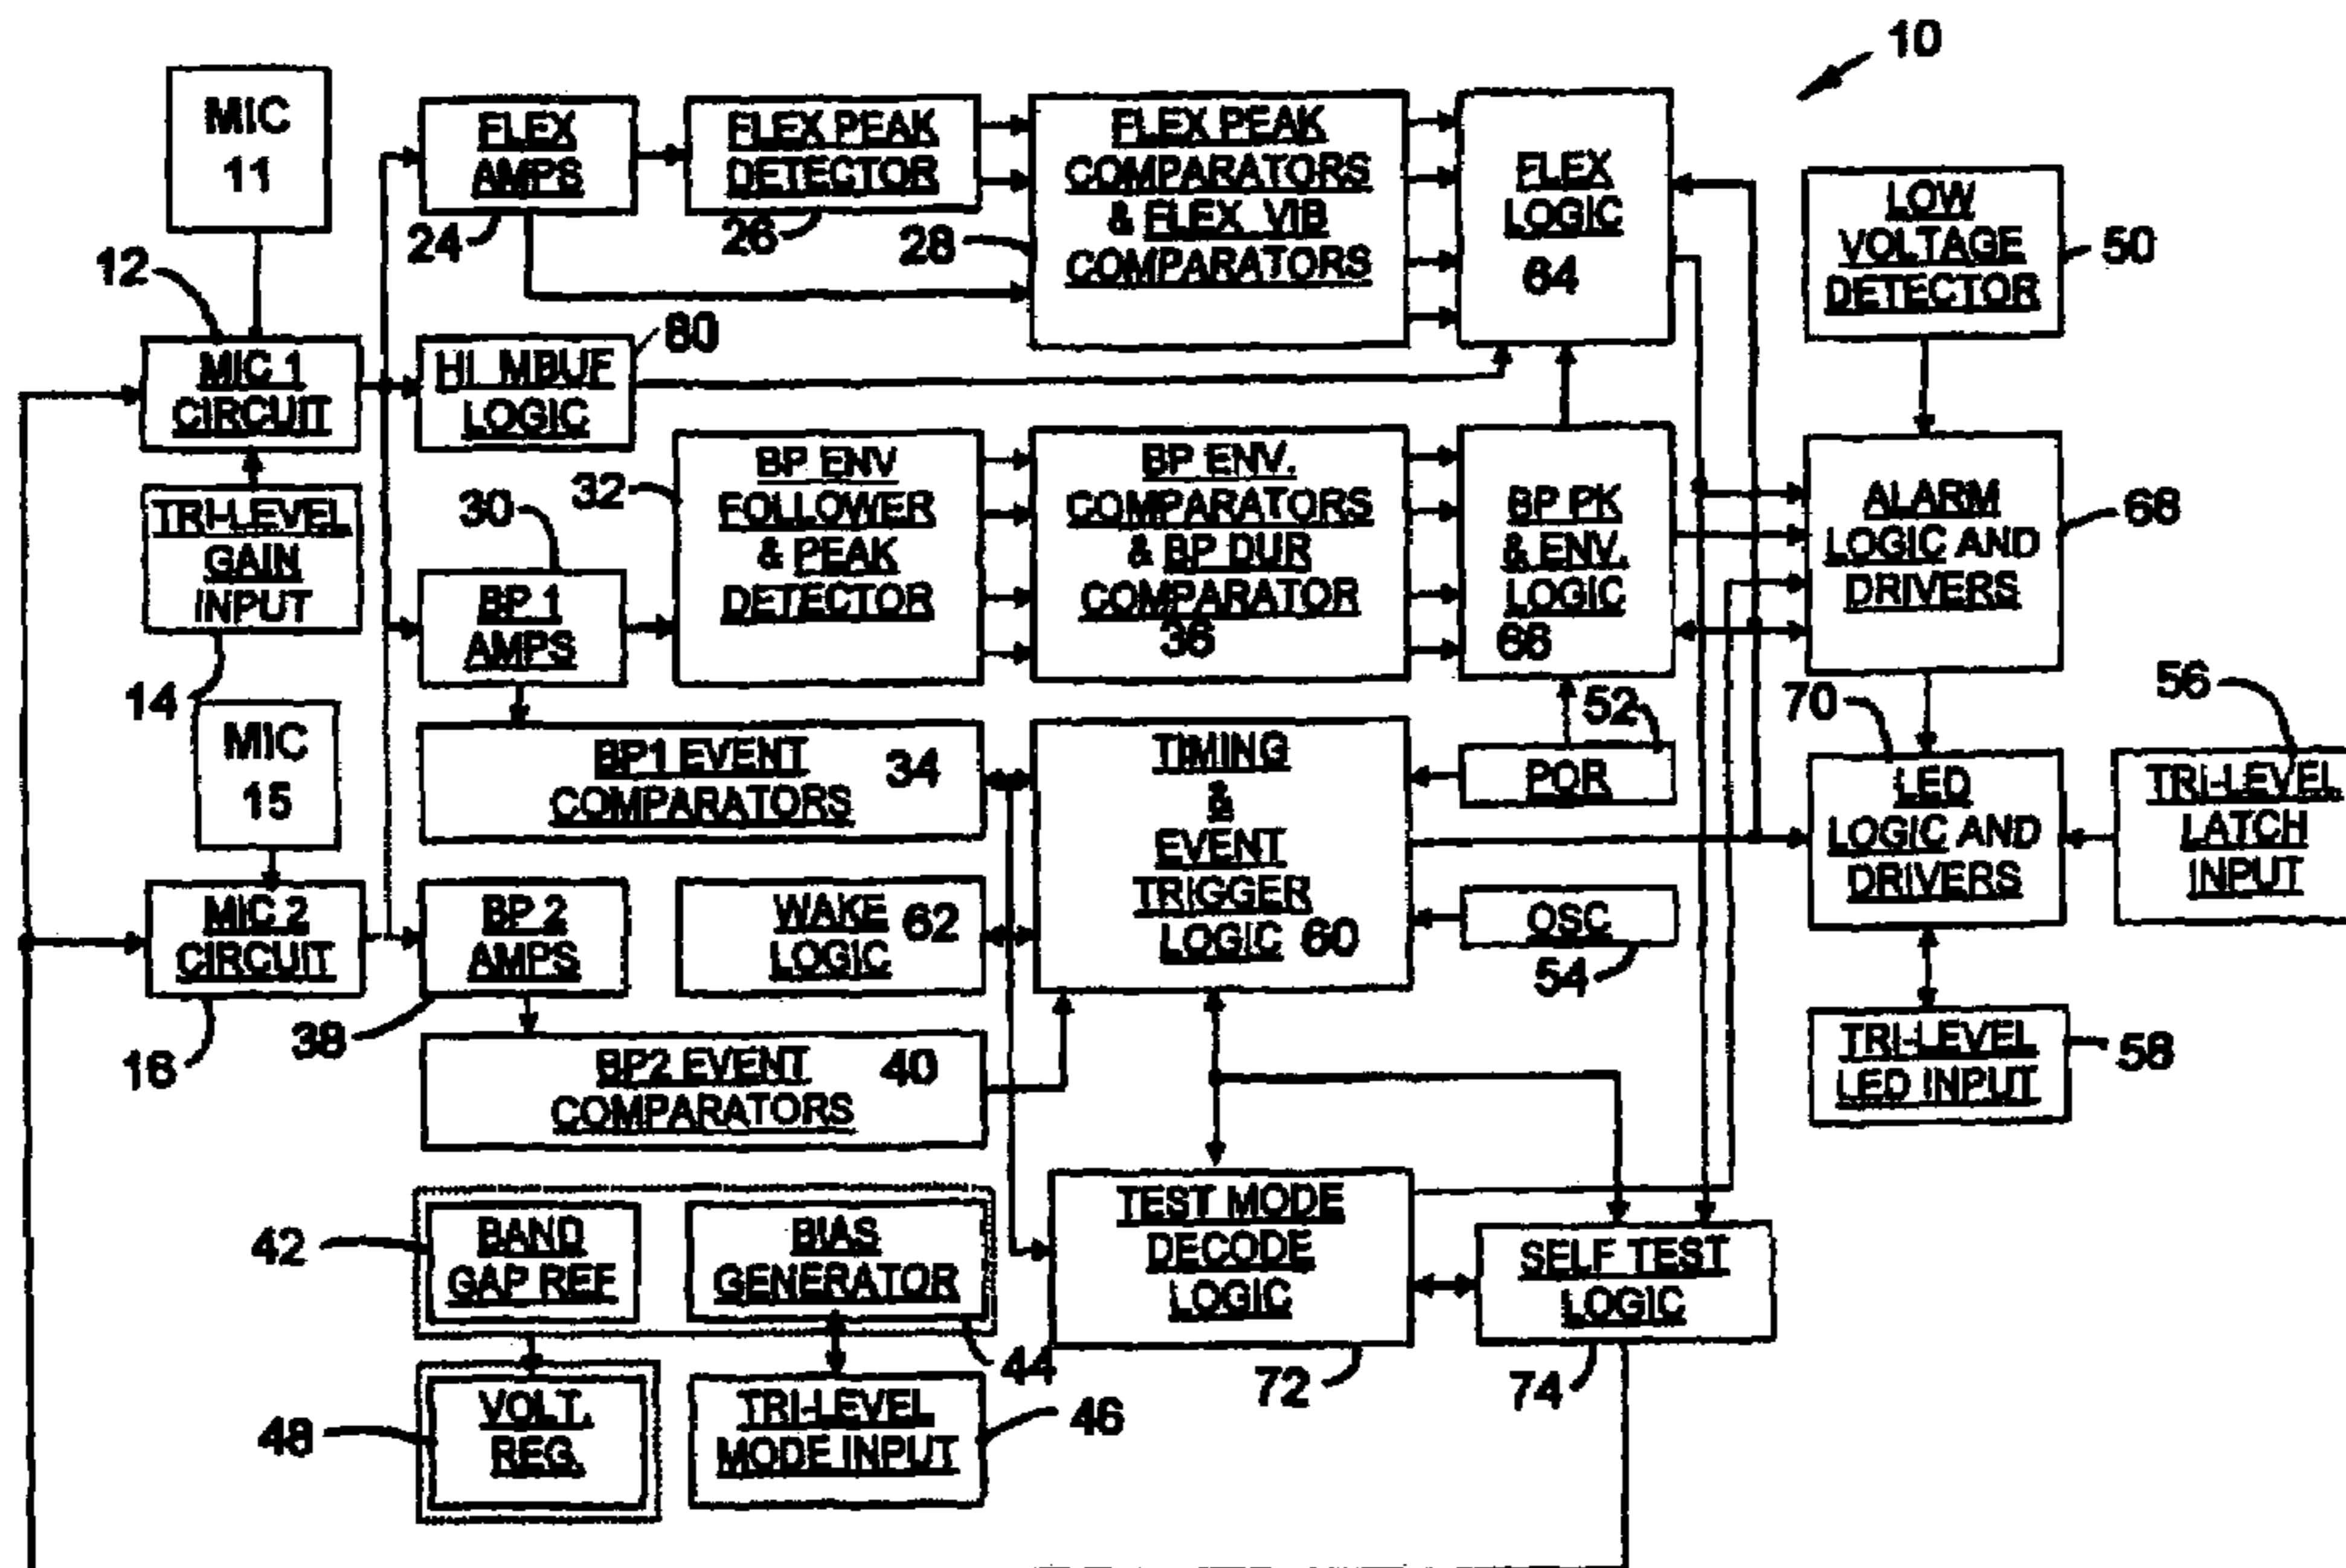 10
MIC
11
FLEX
AMPS
24
FLEX PEAK
DETECTOR
26
FLEX PEAK
COMPARATORS
& FLEX VIB
COMPARATORS
28
FLEX
LOGIC
64
LOW
VOLTAGE
DETECTOR
50
12
MIC 1
CIRCUIT
HI MBUF
LOGIC
80
TRI-LEVEL
GAIN
INPUT
14
30
BP 1
AMPS
32
BP ENV
FOLLOWER
& PEAK
DETECTOR
BP ENV.
COMPARATORS
& BP DUR
COMPARATOR
36
BP PK
& ENV.
LOGIC
66
ALARM
LOGIC AND
DRIVERS
68
MIC
15
BP1 EVENT
COMPARATORS
34
TIMING
&
EVENT
TRIGGER
LOGIC 60
52
POR
70
LED
LOGIC AND
DRIVERS
56
TRI-LEVEL
LATCH
INPUT
MIC 2
CIRCUIT
16
BP 2
AMPS
38
WAKE
LOGIC
62
OSC
54
BP2 EVENT
COMPARATORS
40
TRI-LEVEL
LED INPUT
58
42
BAND
GAP REF
BIAS
GENERATOR
44
TEST MODE
DECODE
LOGIC
72
SELF TEST
LOGIC
74
48
VOLT.
REG.
TRI-LEVEL
MODE INPUT
46